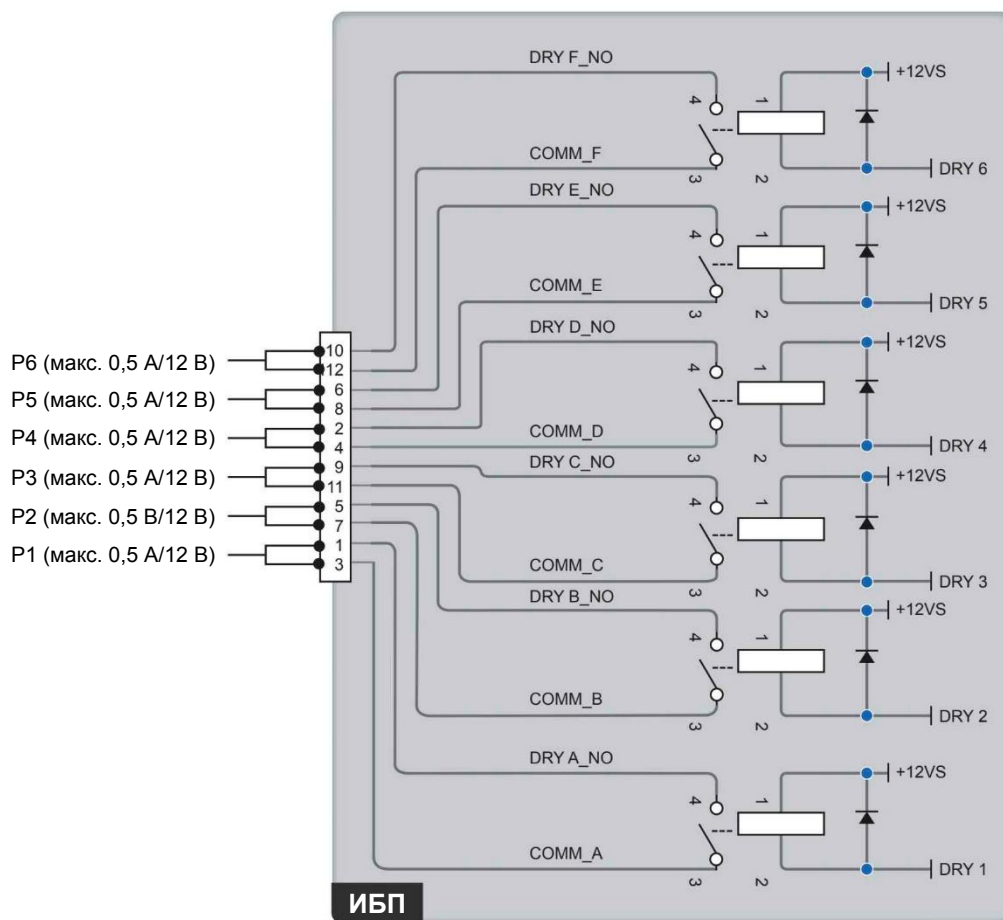 DRY F_NO
+12VS
4
1
COMM_F
3
2
DRY 6
DRY E_NO
+12VS
4
1
COMM_E
3
2
DRY 5
DRY D_NO
+12VS
4
1
COMM_D
3
2
DRY 4
P6 (макс. 0,5 А/12 В)
10
12
P5 (макс. 0,5 А/12 В)
6
8
P4 (макс. 0,5 А/12 В)
2
4
P3 (макс. 0,5 А/12 В)
9
11
P2 (макс. 0,5 В/12 В)
5
7
P1 (макс. 0,5 А/12 В)
1
3
DRY C_NO
+12VS
4
1
COMM_C
3
2
DRY 3
DRY B_NO
+12VS
4
1
COMM_B
3
2
DRY 2
DRY A_NO
+12VS
4
1
COMM_A
3
2
DRY 1
ИБП